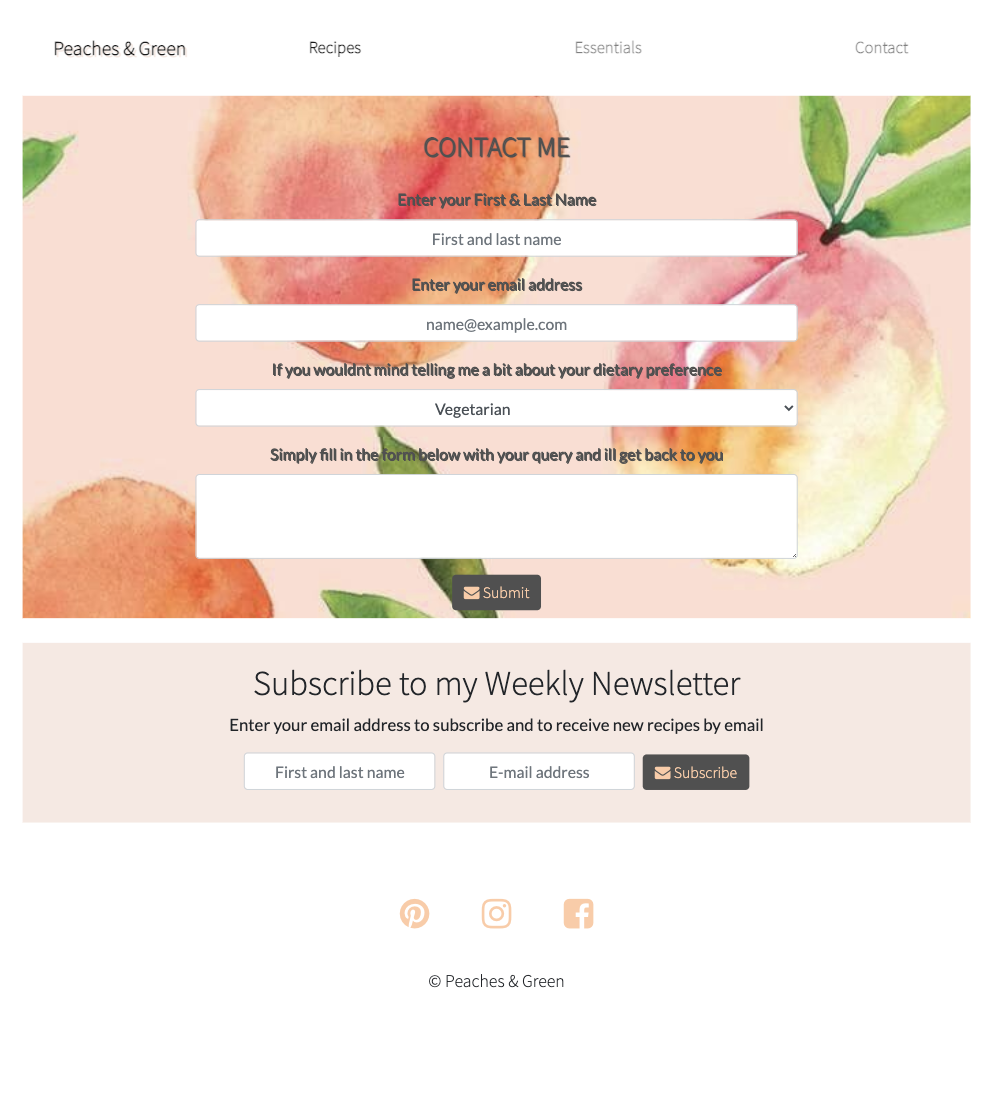 Peaches & Green Recipes Essentials Contact
CONTACT ME
Enter your First & Last Name
First and last name
Enter your email address
name@example.com
If you wouldnt mind telling me a bit about your dietary preference
Vegetarian
Simply fill in the form below with your query and ill get back to you
Submit
Subscribe to my Weekly Newsletter
Enter your email address to subscribe and to receive new recipes by email
First and last name E-mail address Subscribe
© Peaches & Green